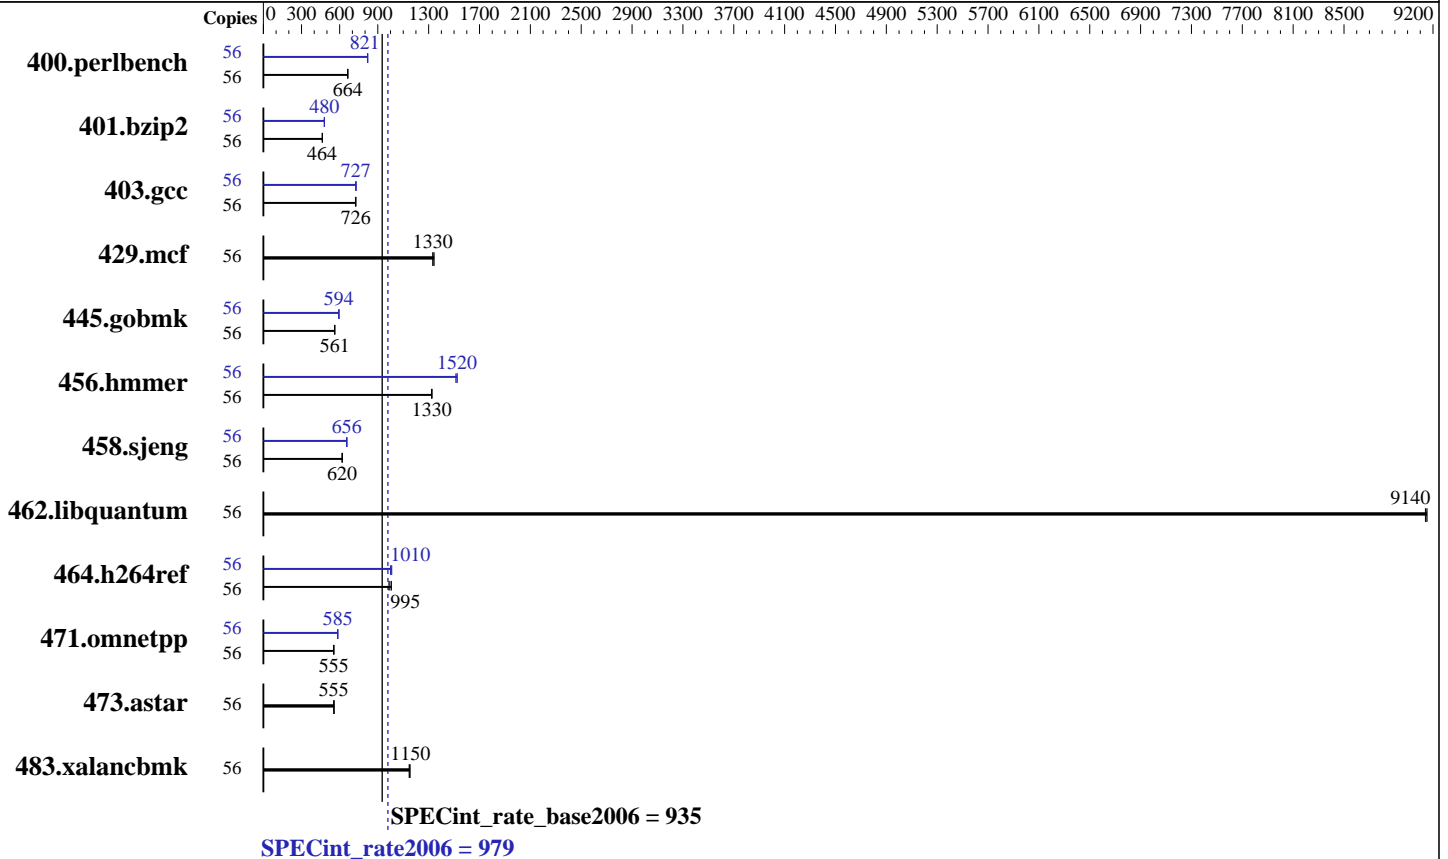 Copies 0 300 600 900 1300 1700 2100 2500 2900 3300 3700 4100 4500 4900 5300 5700 6100 6500 6900 7300 7700 8100 8500 9200
400.perlbench 56 821
56 664
401.bzip2 56 480
56 464
403.gcc 56 727
56 726
429.mcf 56 1330
445.gobmk 56 594
56 561
456.hmmer 56 1520
56 1330
458.sjeng 56 656
56 620
462.libquantum 56 9140
464.h264ref 56 1010
56 995
471.omnetpp 56 585
56 555
473.astar 56 555
483.xalancbmk 56 1150
SPECint_rate_base2006 = 935
SPECint_rate2006 = 979